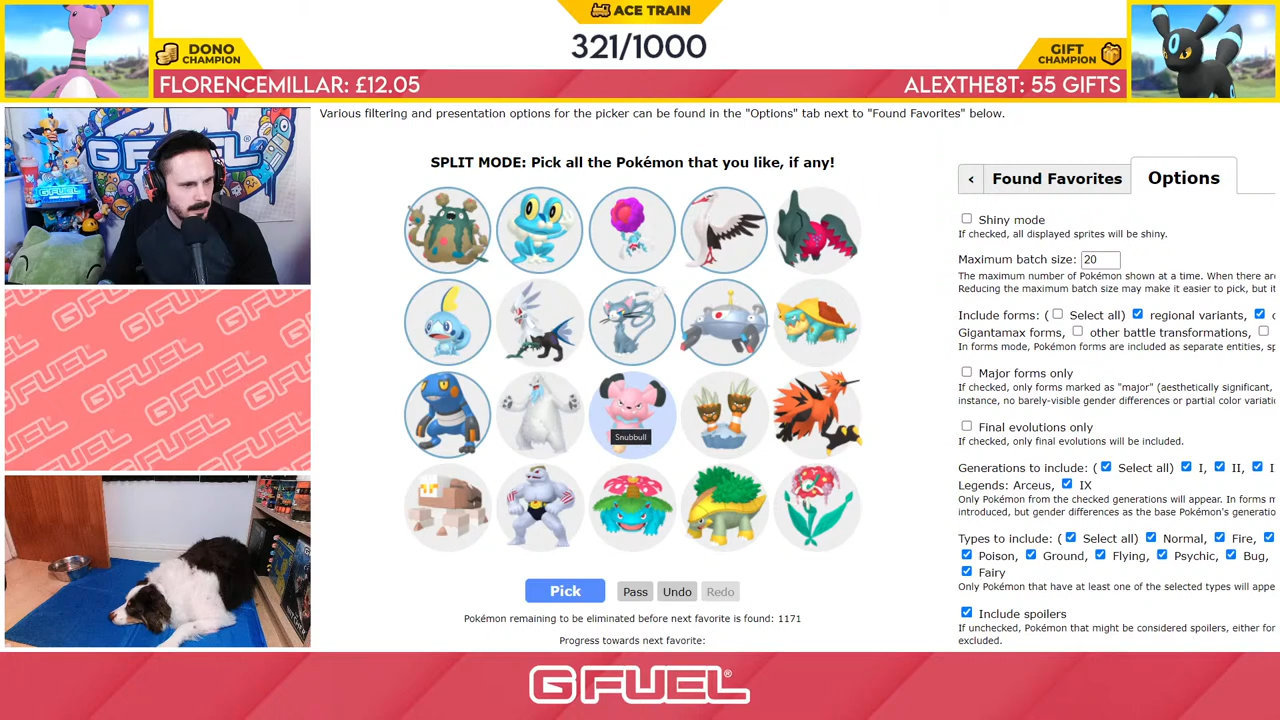 ACE TRAIN
321/1000
DONO
CHAMPION
GIFT
CHAMPION
FLORENCEMILLAR: £12.05
ALEXTHE8T: 55 GIFTS
Various filtering and presentation options for the picker can be found in the "Options" tab next to "Found Favorites" below.
SPLIT MODE: Pick all the Pokémon that you like, if any!
‹ Found Favorites Options
Shiny mode
If checked, all displayed sprites will be shiny.
Maximum batch size: 20
The maximum number of Pokémon shown at a time. When there ar
Reducing the maximum batch size may make it easier to pick, but it
Include forms: ( Select all) regional variants,
Gigantamax forms, other battle transformations,
In forms mode, Pokémon forms are included as separate entities, sp
Major forms only
If checked, only forms marked as "major" (aesthetically significant,
instance, no barely-visible gender differences or partial color variati
Final evolutions only
If checked, only final evolutions will be included.
Generations to include: ( Select all) I, II, I
Legends: Arceus, IX
Only Pokémon from the checked generations will appear. In forms m
introduced, but gender differences as the base Pokémon's generatio
Types to include: ( Select all) Normal, Fire,
Poison, Ground, Flying, Psychic, Bug,
Fairy
Only Pokémon that have at least one of the selected types will appe
Include spoilers
If unchecked, Pokémon that might be considered spoilers, either for
excluded.
Snubbull
Pick Pass Undo Redo
Pokémon remaining to be eliminated before next favorite is found: 1171
Progress towards next favorite:
G FUEL
G FUEL®